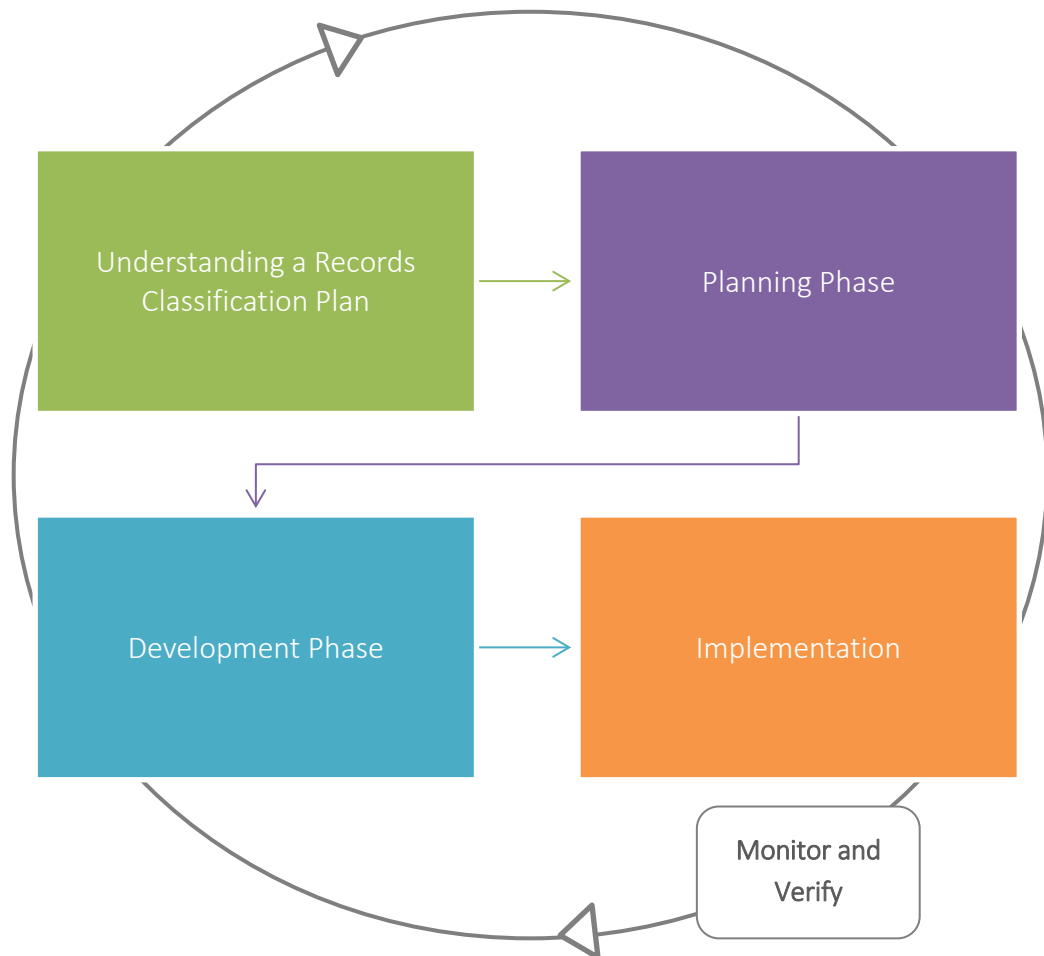 Understanding a Records
Classification Plan
Planning Phase
Development Phase
Implementation
Monitor and
Verify